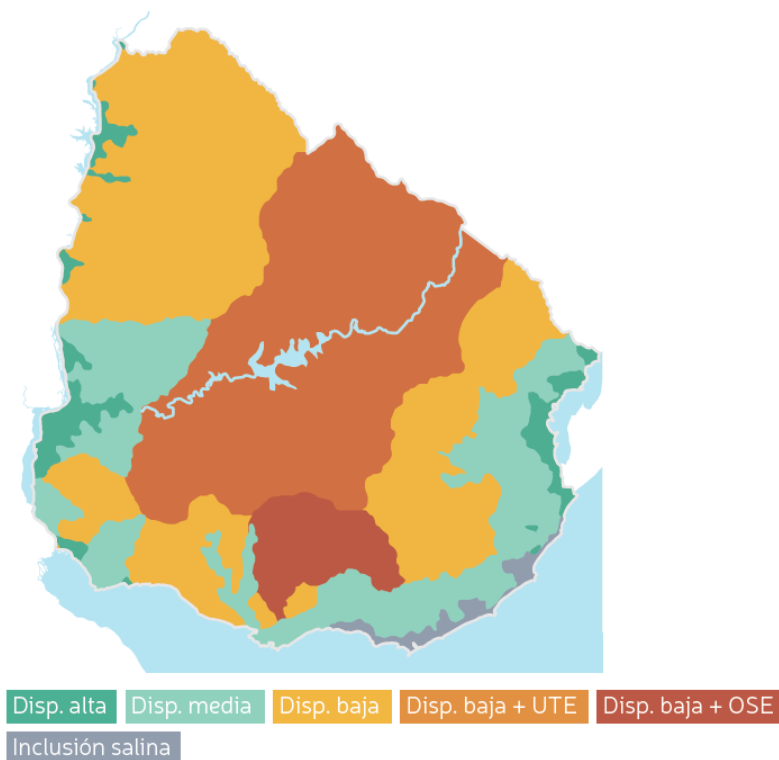 Disp. alta Disp. media Disp. baja Disp. baja + UTE Disp. baja + OSE
Inclusión salina